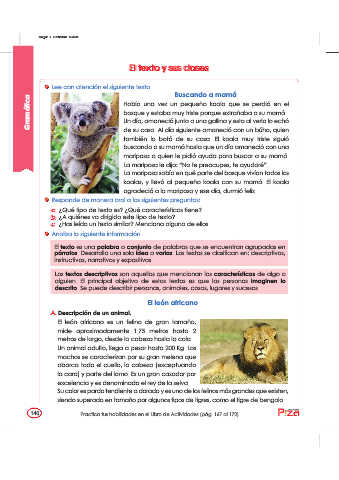 El texto y sus clases
Gramática
Lee con atención el siguiente texto
Buscando a mamá
Había una vez un pequeño koala que se perdió en el
bosque y estaba muy triste porque extrañaba a su mamá
Un día, amaneció junto a una gallina y esta al verlo lo echó
de su casa Al día siguiente amaneció con un búho, quien
también lo botó de su casa El koala muy triste siguió
buscando a su mamá hasta que un día amaneció con una
mariposa a quien le pidió ayuda para buscar a su mamá
La mariposa le dijo: "No te preocupes, te ayudaré"
La mariposa sabía en qué parte del bosque vivían todos los
koalas, y llevó al pequeño koala con su mamá El koala
agradeció a la mariposa y ese día, durmió feliz
Responde de manera oral a las siguientes preguntas:
a. ¿Qué tipo de texto es? ¿Qué características tiene?
b. ¿A quiénes va dirigido este tipo de texto?
c. ¿Has leído un texto similar? Menciona alguno de ellos
Analiza la siguiente información
El texto es una palabra o conjunto de palabras que se encuentran agrupadas en
párrafos Desarrolla una sola idea o varias Los textos se clasifican en: descriptivos,
instructivos, narrativos y expositivos
Los textos descriptivos son aquellos que mencionan las características de algo o
alguien El principal objetivo de estos textos es que las personas imaginen lo
descrito Se puede describir personas, animales, cosas, lugares y sucesos
El león africano
A. Descripción de un animal.
El león africano es un felino de gran tamaño,
mide aproximadamente 1.75 metros hasta 2
metros de largo, desde la cabeza hasta la cola
Un animal adulto, llega a pesar hasta 200 Kg Los
machos se caracterizan por su gran melena que
abarca todo el cuello, la cabeza (exceptuando
la cara) y parte del lomo Es un gran cazador por
excelencia y es denominado el rey de la selva
Su color es pardo tendiente a dorado y es uno de los felinos más grandes que existen,
siendo superado en tamaño por algunos tipos de tigres, como el tigre de bengala
140
Practica tus habilidades en el Libro de Actividades (pág. 167 al 170)